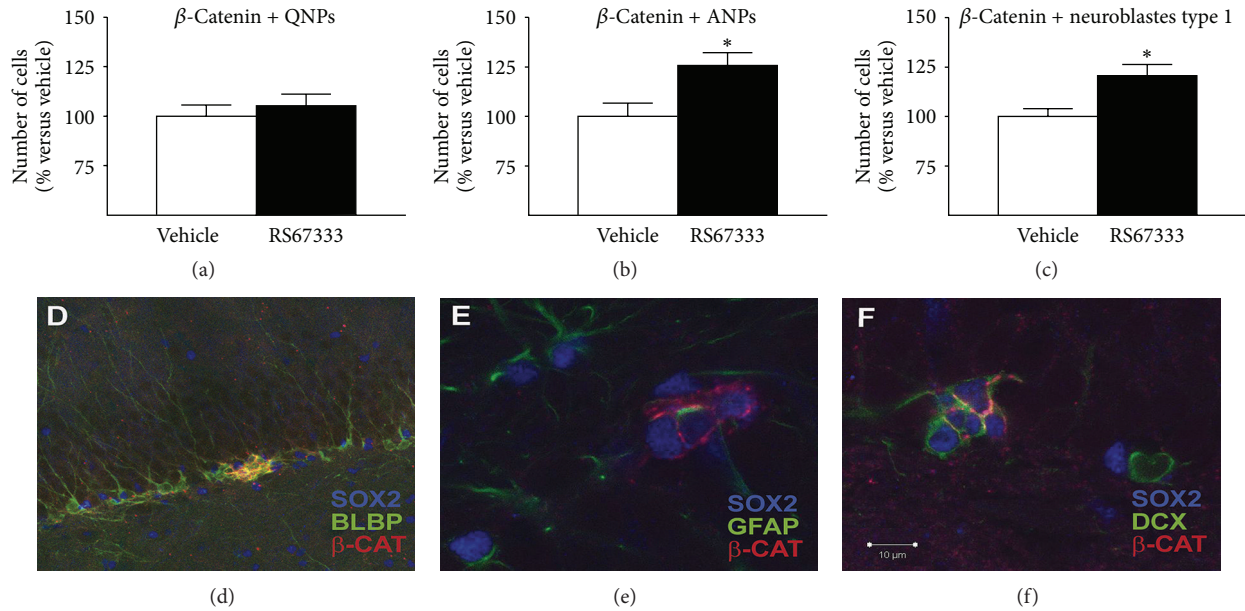 β-Catenin + QNPs
Number of cells
(% versus vehicle)
150
125
100
75
Vehicle
RS67333
(a)
β-Catenin + ANPs
Number of cells
(% versus vehicle)
150
125
100
75
*
Vehicle
RS67333
(b)
β-Catenin + neuroblastes type 1
Number of cells
(% versus vehicle)
150
125
100
75
*
Vehicle
RS67333
(c)
D
SOX2
BLBP
β-CAT
(d)
E
SOX2
GFAP
β-CAT
(e)
F
SOX2
DCX
β-CAT
10 µm
(f)